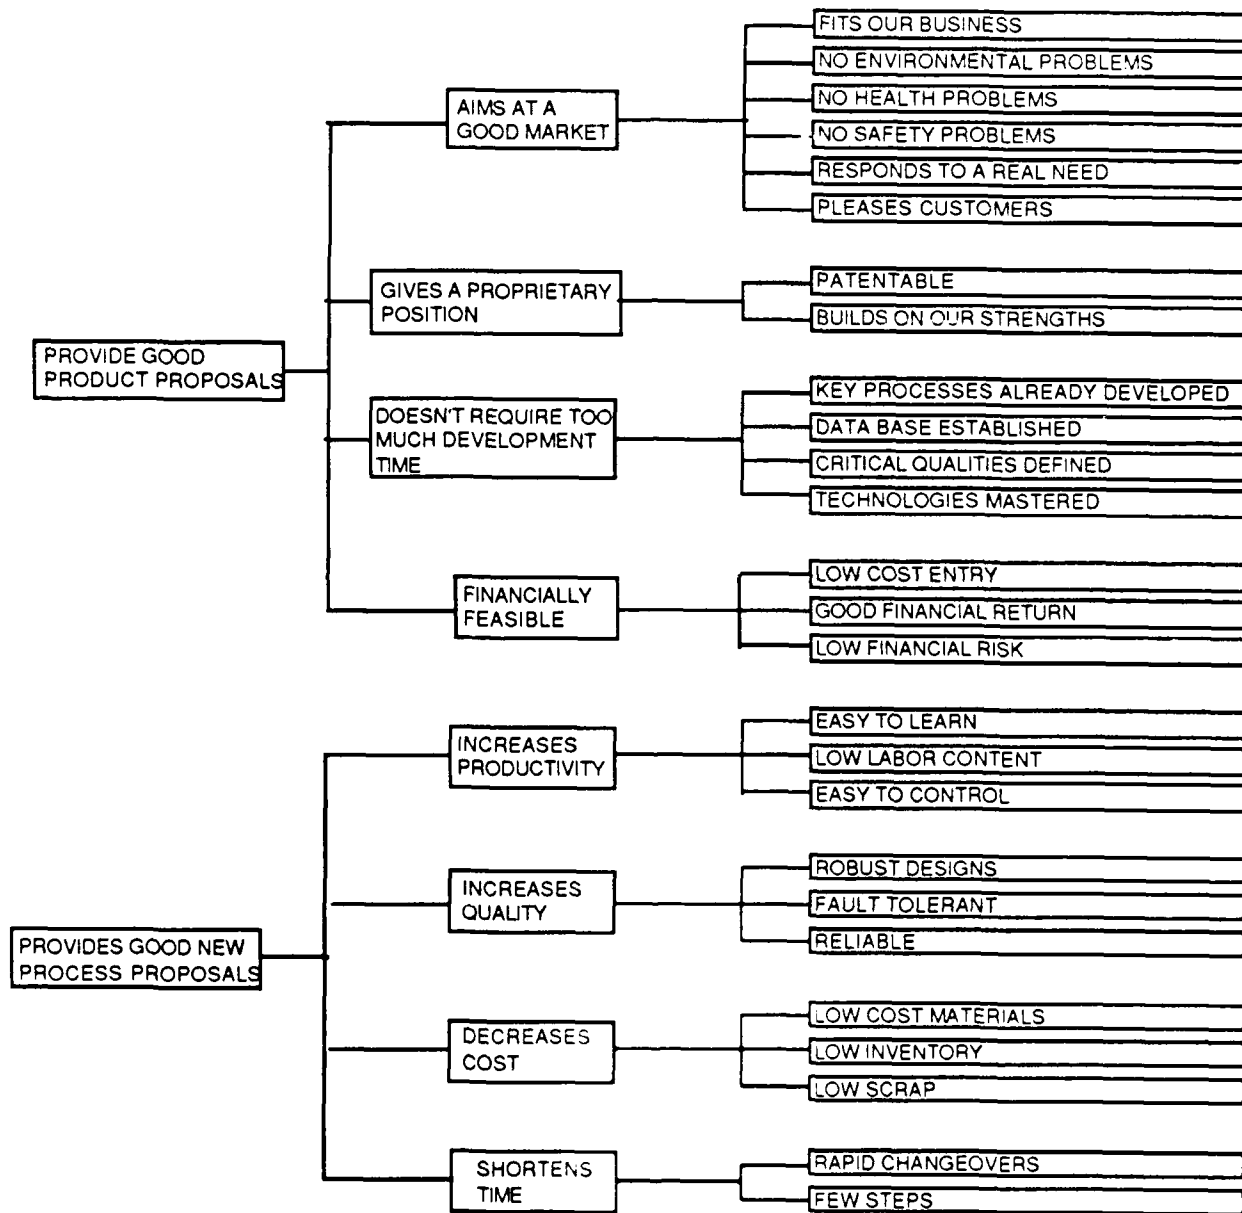 FITS OUR BUSINESS
NO ENVIRONMENTAL PROBLEMS
AIMS AT A
GOOD MARKET
NO HEALTH PROBLEMS
NO SAFETY PROBLEMS
RESPONDS TO A REAL NEED
PLEASES CUSTOMERS
GIVES A PROPRIETARY
POSITION
PATENTABLE
BUILDS ON OUR STRENGTHS
PROVIDE GOOD
PRODUCT PROPOSALS
DOESN'T REQUIRE TOO
MUCH DEVELOPMENT
TIME
KEY PROCESSES ALREADY DEVELOPED
DATA BASE ESTABLISHED
CRITICAL QUALITIES DEFINED
TECHNOLOGIES MASTERED
FINANCIALLY
FEASIBLE
LOW COST ENTRY
GOOD FINANCIAL RETURN
LOW FINANCIAL RISK
INCREASES
PRODUCTIVITY
EASY TO LEARN
LOW LABOR CONTENT
EASY TO CONTROL
INCREASES
QUALITY
ROBUST DESIGNS
FAULT TOLERANT
RELIABLE
PROVIDES GOOD NEW
PROCESS PROPOSALS
DECREASES
COST
LOW COST MATERIALS
LOW INVENTORY
LOW SCRAP
SHORTENS
TIME
RAPID CHANGEOVERS
FEW STEPS